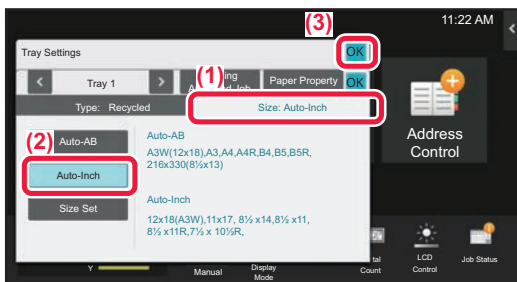 (3)
11:22 AM
Tray Settings
OK
(1)
Tray 1
Paper Property
OK
Type: Recycled
Size: Auto-Inch
(2)
Auto-AB
Auto-AB
A3W(12x18),A3,A4,A4R,B4,B5,B5R,
216x330(8½x13)
Auto-Inch
Auto-Inch
12x18(A3W),11x17, 8½ x14,8½ x11,
8½ x11R,7¼ x 10½R,
Size Set
Address
Control
Y
Manual
Display
Mode
Count
LCD
Control
Job Status